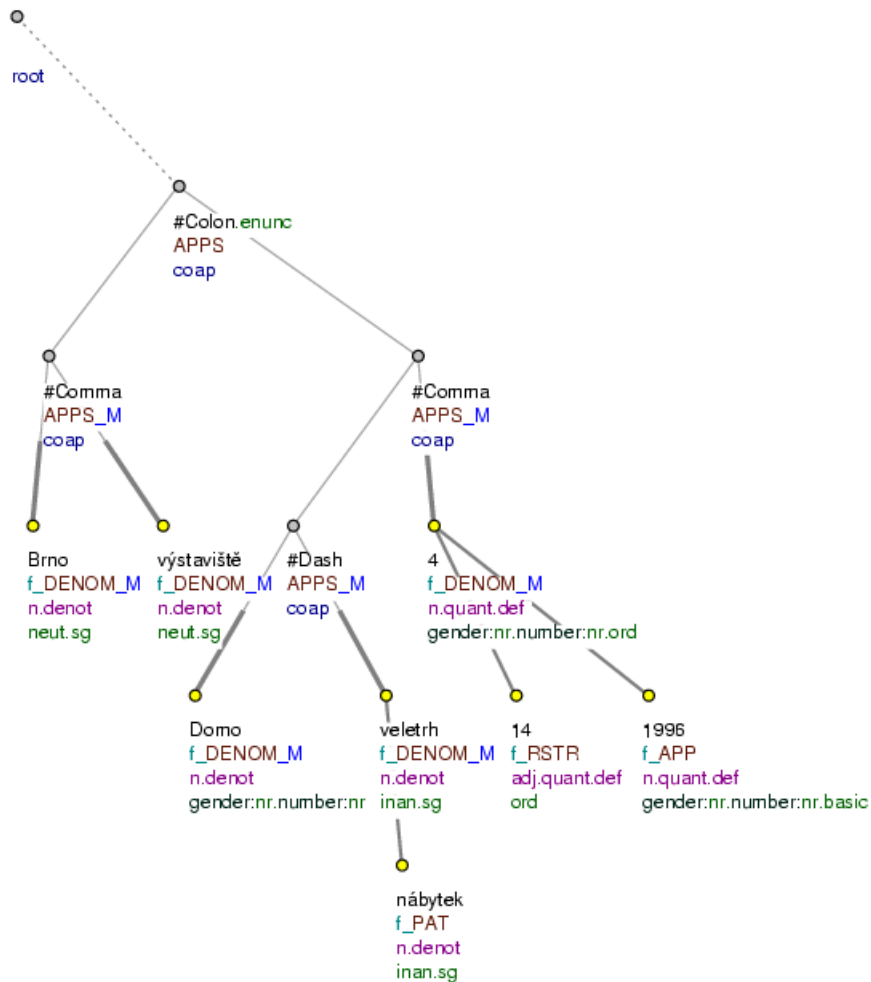 root
#Colon.enunc
APPS
coap
#Comma
APPS_M
coap
#Comma
APPS_M
coap
Brno
f_DENOM_M
n.denot
neut.sg
výstaviště
f_DENOM_M
n.denot
neut.sg
#Dash
APPS_M
coap
4
f_DENOM_M
n.quant.def
gender:nr.number:nr.ord
Domo
f_DENOM_M
n.denot
gender:nr.number:nr
veletrh
f_DENOM_M
n.denot
inan.sg
14
f_RSTR
adj.quant.def
ord
1996
f_APP
n.quant.def
gender:nr.number:nr.basic
nábytek
f_PAT
n.denot
inan.sg